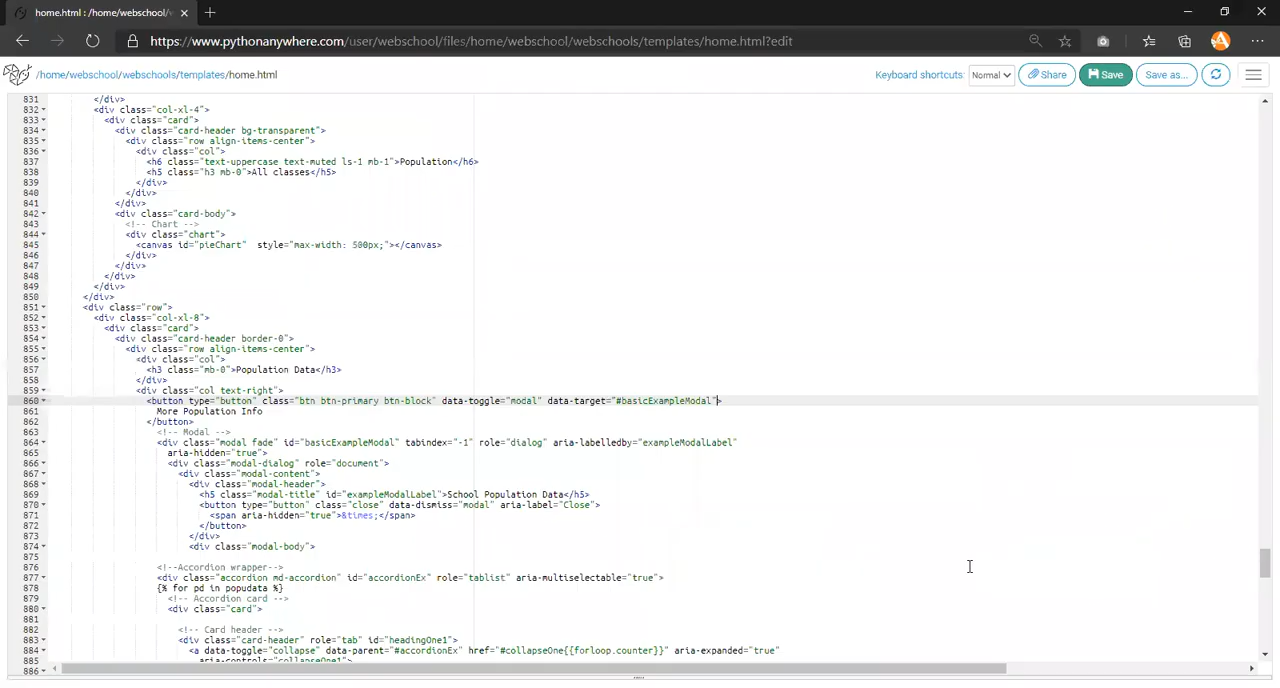 home.html : /home/webschool/w
https://www.pythonanywhere.com/user/webschool/files/home/webschool/webschools/templates/home.html?edit
/home/webschool/webschools/templates/home.html
Keyboard shortcuts: Normal Share Save Save as...
831 </div>
832 <div class="col-xl-4">
833 <div class="card">
834 <div class="card-header bg-transparent">
835 <div class="row align-items-center">
836 <div class="col">
837 <h6 class="text-uppercase text-muted ls-1 mb-1">Population</h6>
838 <h5 class="h3 mb-0">All classes</h5>
839 </div>
840 </div>
841 </div>
842 <div class="card-body">
843 <!-- Chart -->
844 <div class="chart">
845 <canvas id="pieChart"  style="max-width: 500px;"></canvas>
846 </div>
847 </div>
848 </div>
849 </div>
850 </div>
851 <div class="row">
852 <div class="col-xl-8">
853 <div class="card">
854 <div class="card-header border-0">
855 <div class="row align-items-center">
856 <div class="col">
857 <h3 class="mb-0">Population Data</h3>
858 </div>
859 <div class="col text-right">
860 <button type="button" class="btn btn-primary btn-block" data-toggle="modal" data-target="#basicExampleModal">
861 More Population Info
862 </button>
863 <!-- Modal -->
864 <div class="modal fade" id="basicExampleModal" tabindex="-1" role="dialog" aria-labelledby="exampleModalLabel"
865 aria-hidden="true">
866 <div class="modal-dialog" role="document">
867 <div class="modal-content">
868 <div class="modal-header">
869 <h5 class="modal-title" id="exampleModalLabel">School Population Data</h5>
870 <button type="button" class="close" data-dismiss="modal" aria-label="Close">
871 <span aria-hidden="true">&times;</span>
872 </button>
873 </div>
874 <div class="modal-body">
875
876 <!--Accordion wrapper-->
877 <div class="accordion md-accordion" id="accordionEx" role="tablist" aria-multiselectable="true">
878 {% for pd in popudata %}
879 <!-- Accordion card -->
880 <div class="card">
881
882 <!-- Card header -->
883 <div class="card-header" role="tab" id="headingOne1">
884 <a data-toggle="collapse" data-parent="#accordionEx" href="#collapseOne{{forloop.counter}}" aria-expanded="true"
885 aria-controls="collapseOne1">
886